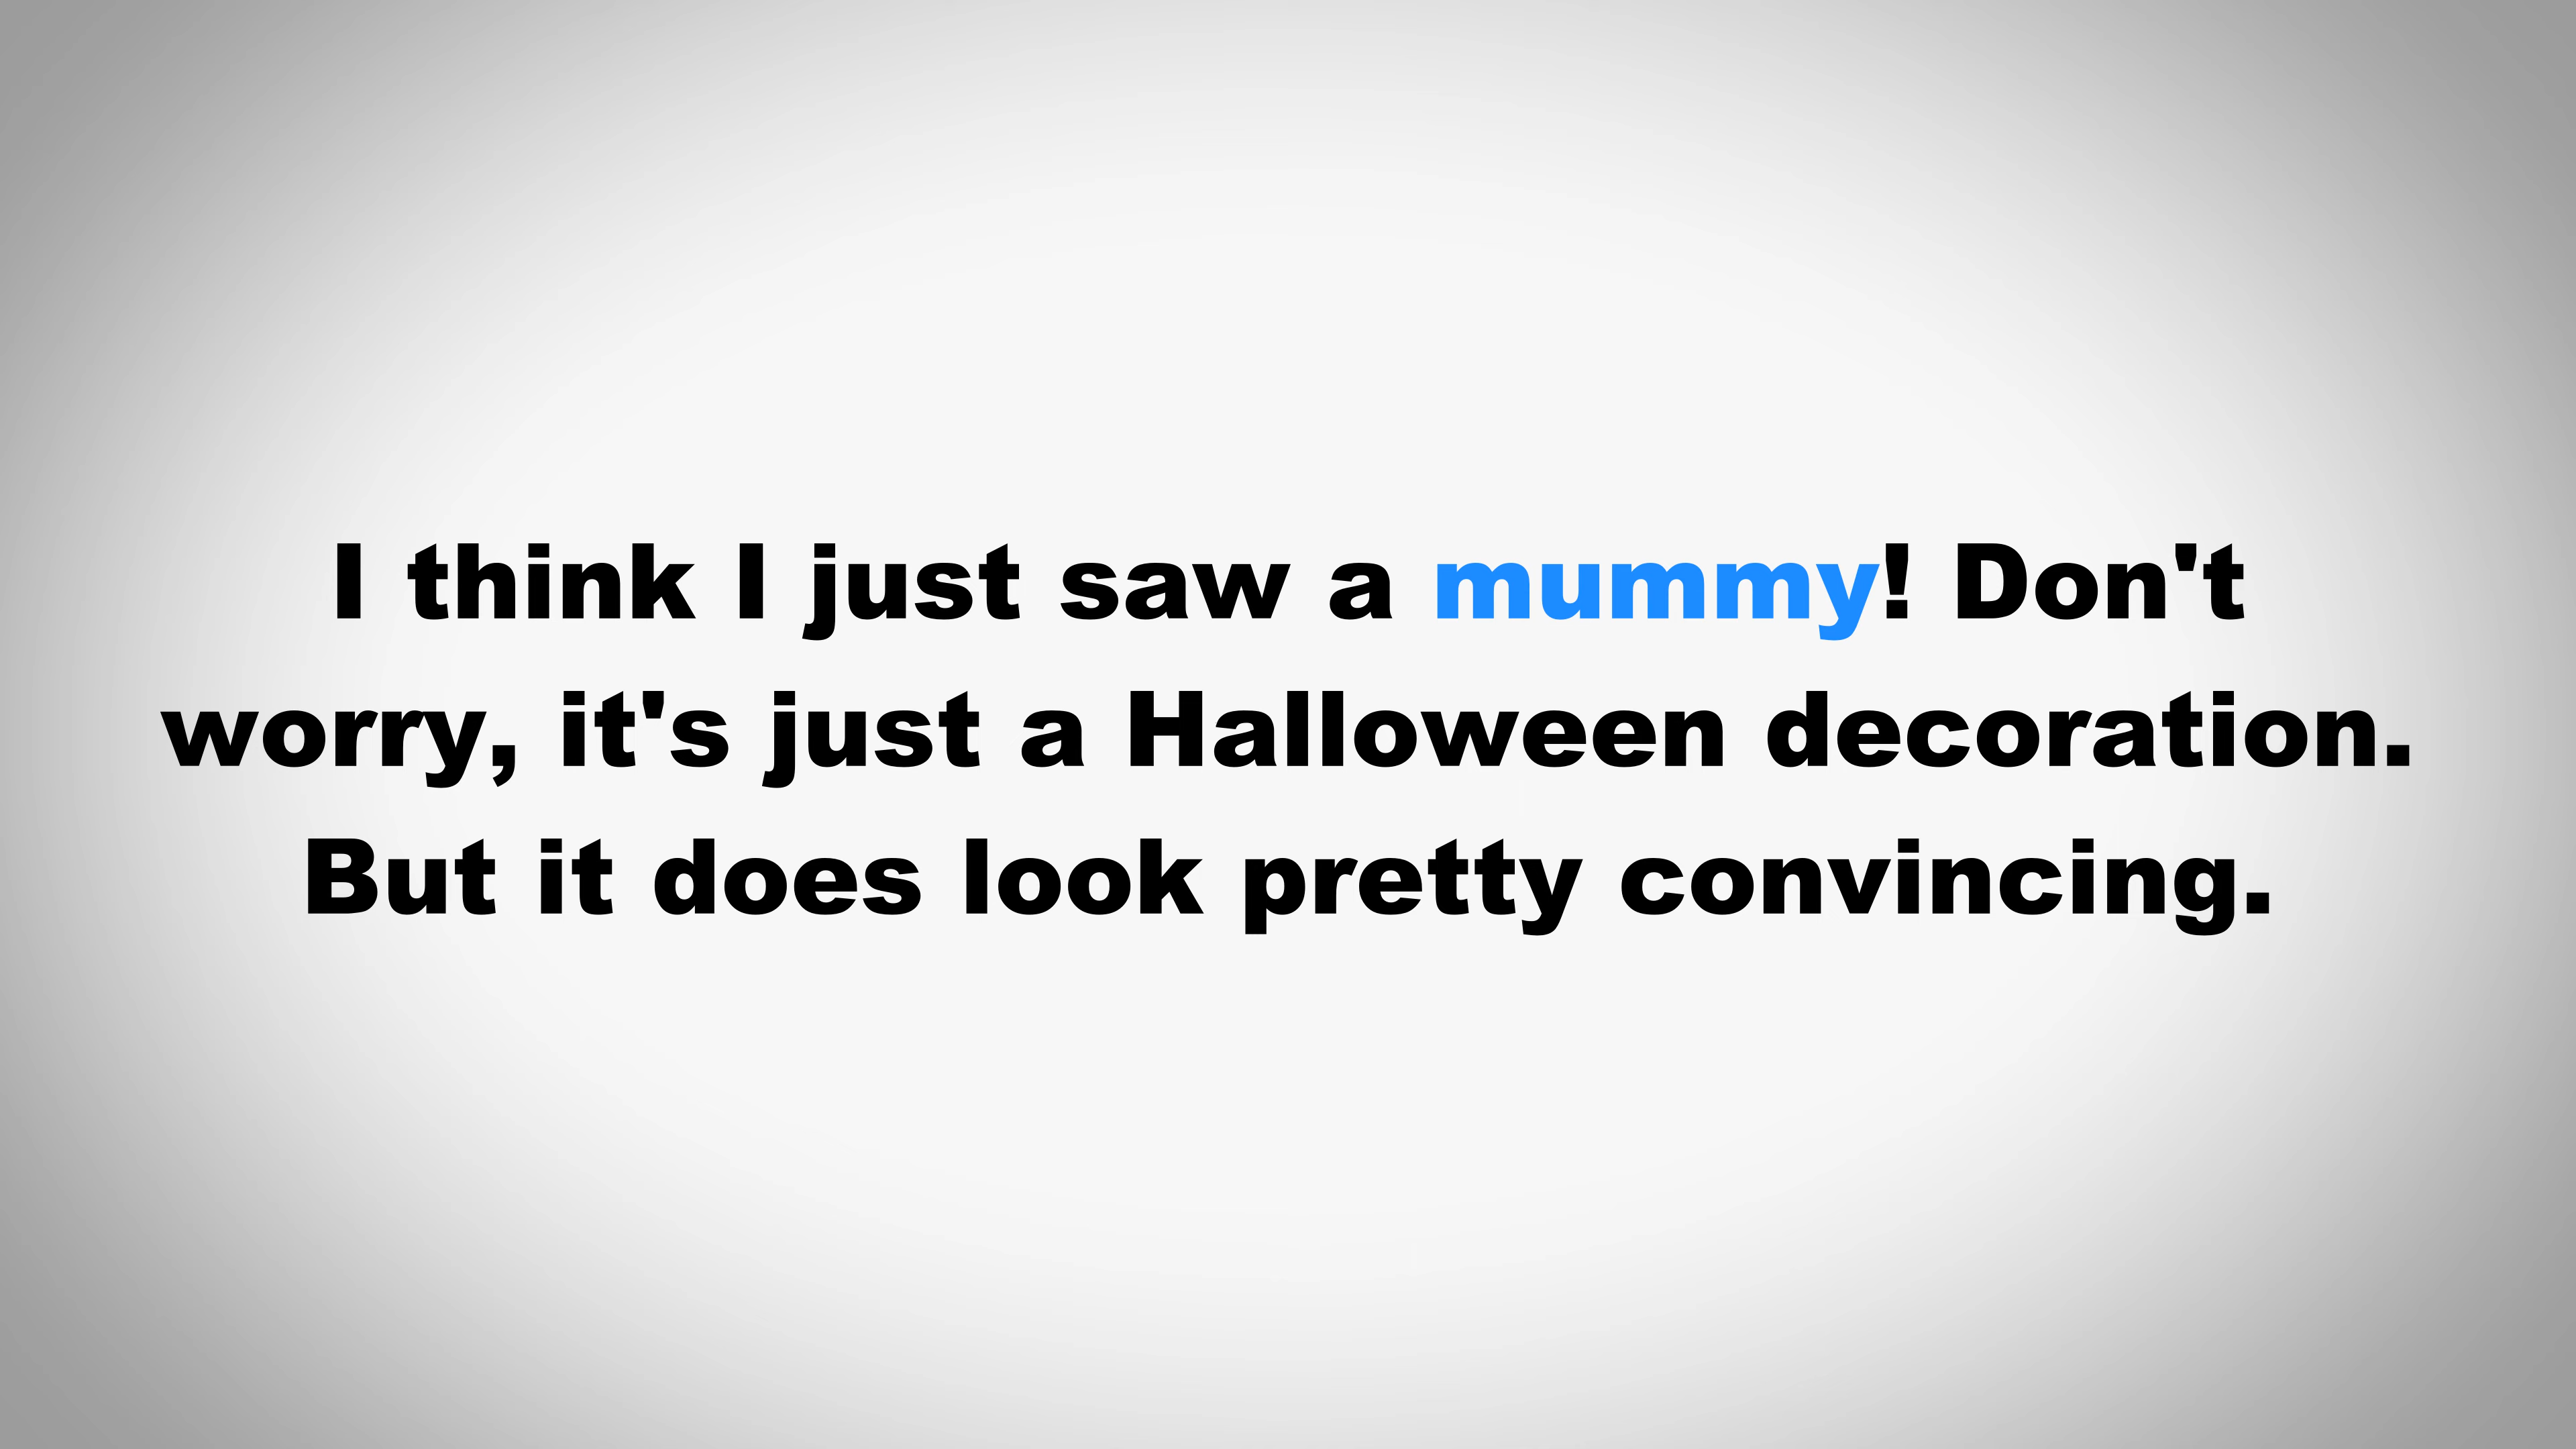 I think I just saw a mummy! Don't
worry, it's just a Halloween decoration.
But it does look pretty convincing.